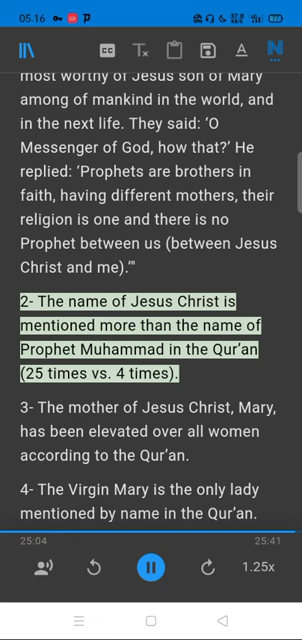 05.16
37.9
KB/S
4G
most worthy of Jesus son of Mary
among of mankind in the world, and
in the next life. They said: ‘O
Messenger of God, how that?’ He
replied: ‘Prophets are brothers in
faith, having different mothers, their
religion is one and there is no
Prophet between us (between Jesus
Christ and me).’"
2- The name of Jesus Christ is
mentioned more than the name of
Prophet Muhammad in the Qur’an
(25 times vs. 4 times).
3- The mother of Jesus Christ, Mary,
has been elevated over all women
according to the Qur’an.
4- The Virgin Mary is the only lady
mentioned by name in the Qur’an.
25:04
25:41
1.25x